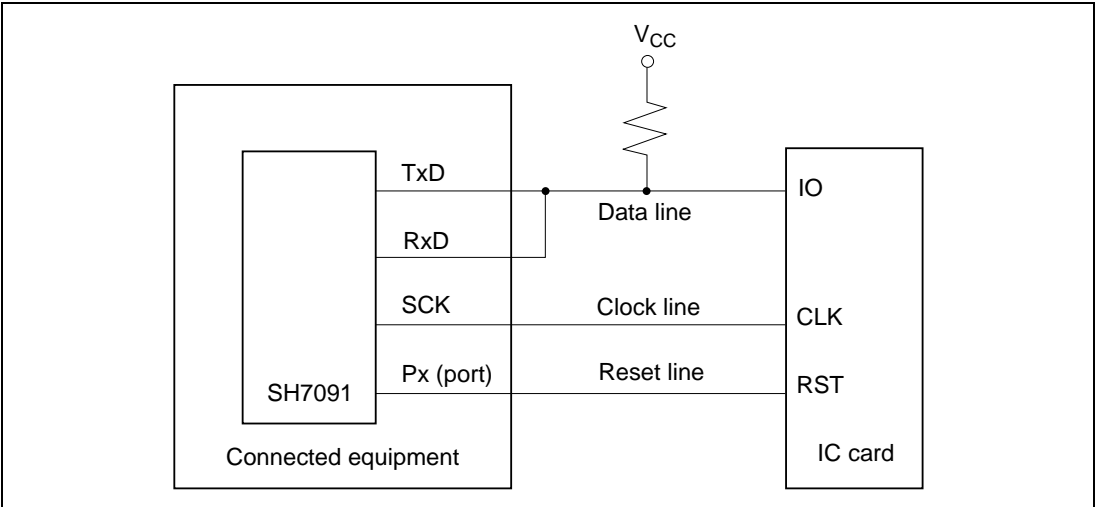 VCC
TxD
IO
Data line
RxD
SCK
Clock line
CLK
Px (port)
Reset line
RST
SH7091
Connected equipment
IC card